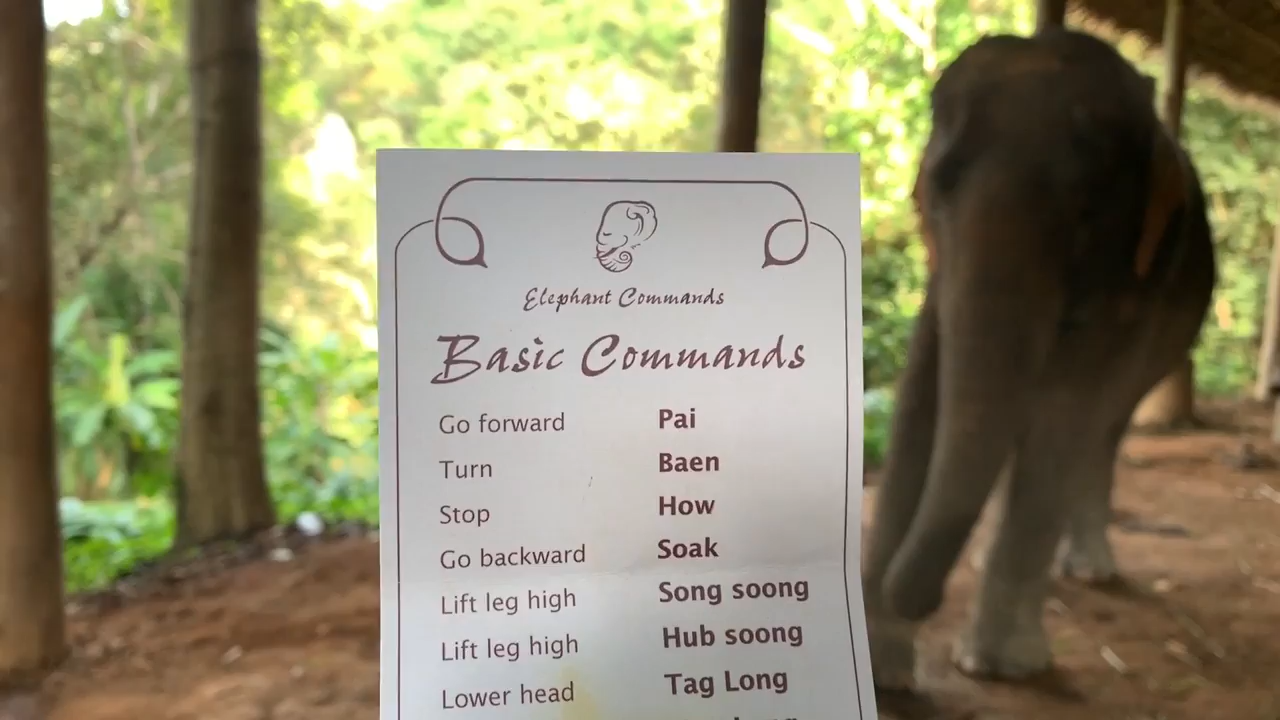 Elephant Commands
Basic Commands
Go forward Pai
Turn Baen
Stop How
Go backward Soak
Lift leg high Song soong
Lift leg high Hub soong
Lower head Tag Long